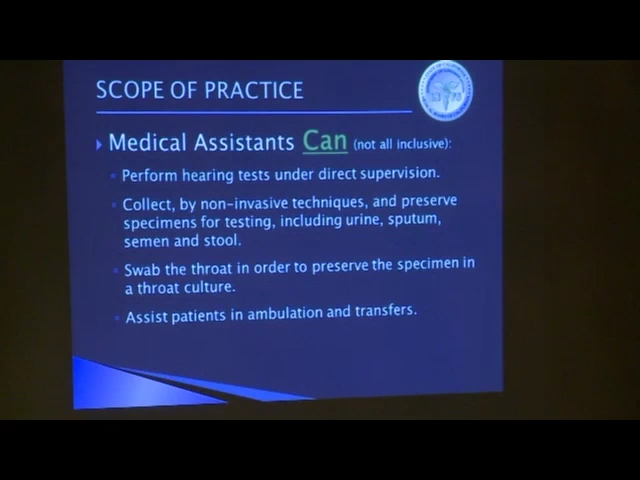 SCOPE OF PRACTICE
Medical Assistants Can (not all inclusive):
Perform hearing tests under direct supervision.
Collect, by non-invasive techniques, and preserve
specimens for testing, including urine, sputum,
semen and stool.
Swab the throat in order to preserve the specimen in
a throat culture.
Assist patients in ambulation and transfers.